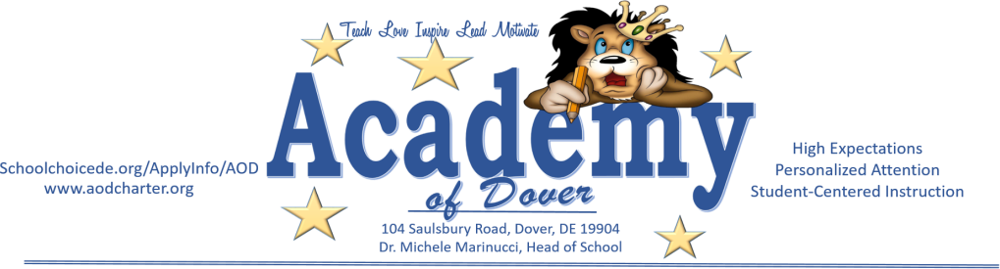 Teach Love Inspire Lead Motivate
Academy
of Dover
Schoolchoicede.org/ApplyInfo/AOD
www.aodcharter.org
High Expectations
Personalized Attention
Student-Centered Instruction
104 Saulsbury Road, Dover, DE 19904
Dr. Michele Marinucci, Head of School